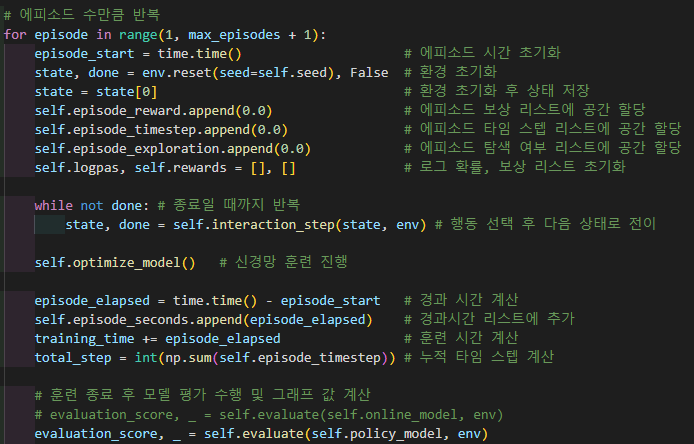 # 에피소드 수만큼 반복
for episode in range(1, max_episodes + 1):
episode_start = time.time() # 에피소드 시간 초기화
state, done = env.reset(seed=self.seed), False # 환경 초기화
state = state[0] # 환경 초기화 후 상태 저장
self.episode_reward.append(0.0) # 에피소드 보상 리스트에 공간 할당
self.episode_timestep.append(0.0) # 에피소드 타임 스텝 리스트에 공간 할당
self.episode_exploration.append(0.0) # 에피소드 탐색 여부 리스트에 공간 할당
self.logpas, self.rewards = [], [] # 로그 확률, 보상 리스트 초기화
while not done: # 종료일 때까지 반복
state, done = self.interaction_step(state, env) # 행동 선택 후 다음 상태로 전이
self.optimize_model() # 신경망 훈련 진행
episode_elapsed = time.time() - episode_start # 경과 시간 계산
self.episode_seconds.append(episode_elapsed) # 경과시간 리스트에 추가
training_time += episode_elapsed # 훈련 시간 계산
total_step = int(np.sum(self.episode_timestep)) # 누적 타임 스텝 계산
# 훈련 종료 후 모델 평가 수행 및 그래프 값 계산
# evaluation_score, _ = self.evaluate(self.online_model, env)
evaluation_score, _ = self.evaluate(self.policy_model, env)